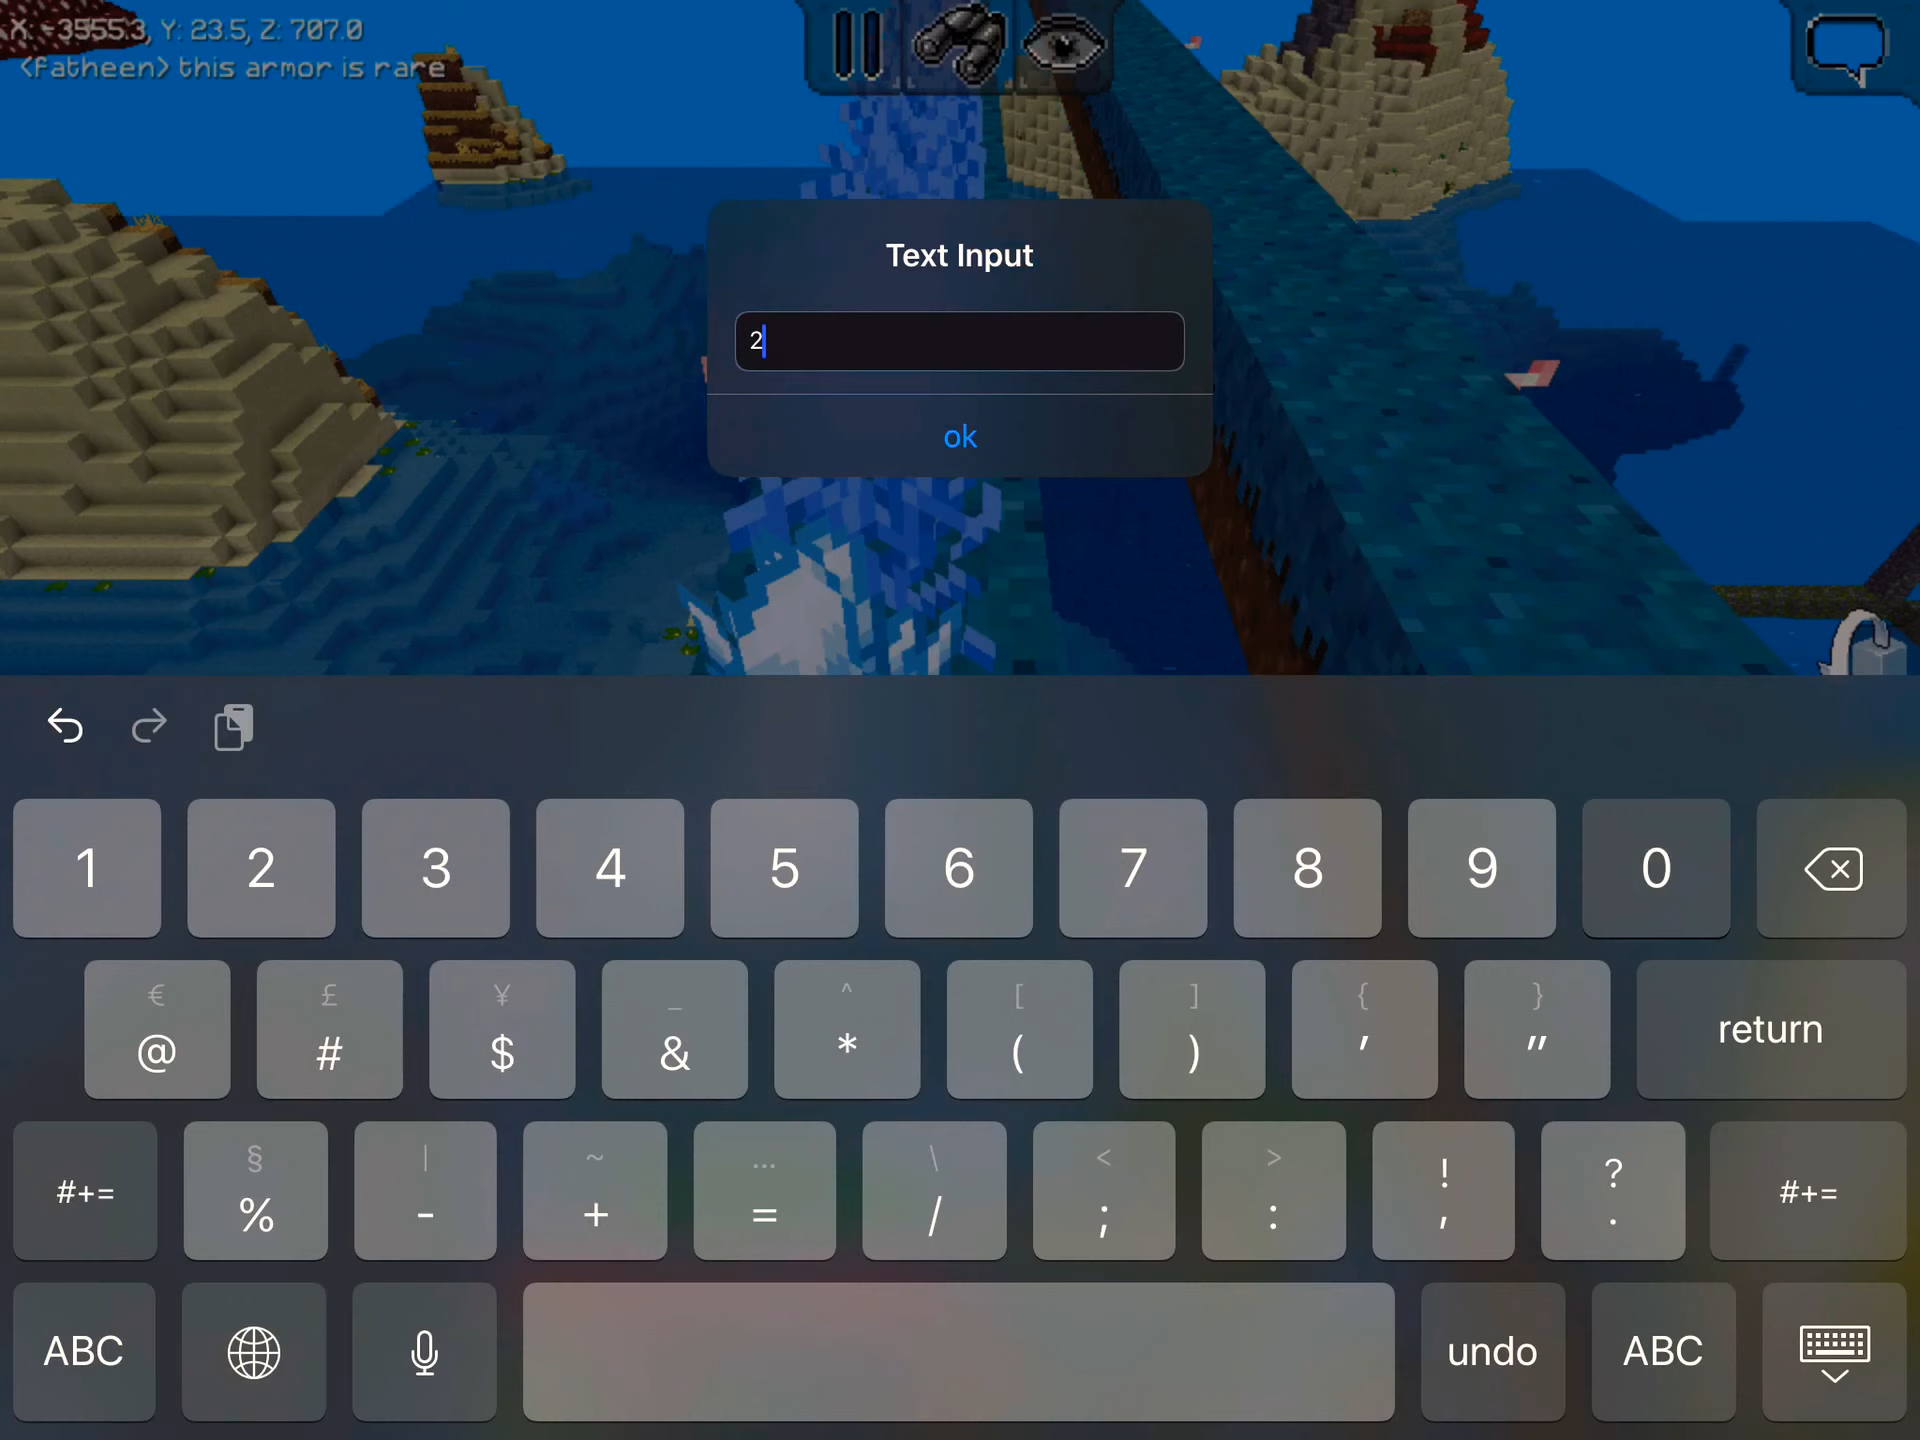 X: -3555.3, Y: 23.5, Z: 707.0
<fatheen> this armor is rare
Text Input
2
ok
1 2 3 4 5 6 7 8 9 0
€ £ ¥ _ ^ [ ] { }
@ # $ & * ( ) ' " return
§ | ~ … \ < > ! ?
#+= % - + = / ; : , . #+=
ABC undo ABC